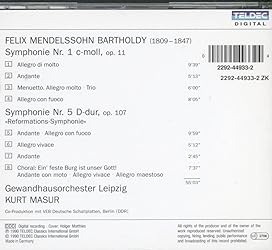 TELDEC
DIGITAL
FELIX MENDELSSOHN BARTHOLDY (1809–1847)
Symphonie Nr. 1 c-moll, op. 11
1 Allegro di molto 9'39"
2 Andante 5'13"
3 Menuetto. Allegro molto · Trio 6'00"
4 Allegro con fuoco 8'05"
2292-44933-2
2292-44933-2 ZK
Symphonie Nr. 5 D-dur, op. 107
»Reformations-Symphonie«
5 Andante · Allegro con fuoco 9'59"
6 Allegro vivace 5'12"
7 Andante 2'45"
8 Choral: Ein' feste Burg ist unser Gott!
Andante con moto · Allegro vivace · Allegro maestoso 7'37"
55'03"
Gewandhausorchester Leipzig
KURT MASUR
Co-Produktion mit VEB Deutsche Schallplatten, Berlin (DDR)